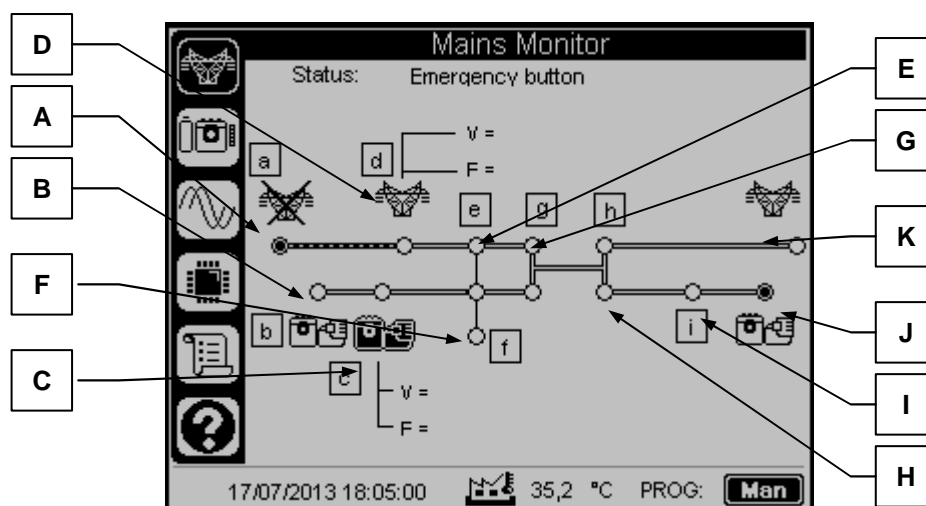 Mains Monitor
Status: Emergency button
D
E
A
G
B
F
K
C
J
I
H
V =
F =
a
d
e
g
h
b
i
f
c
V =
F =
17/07/2013 18:05:00 35,2 °C PROG: Man